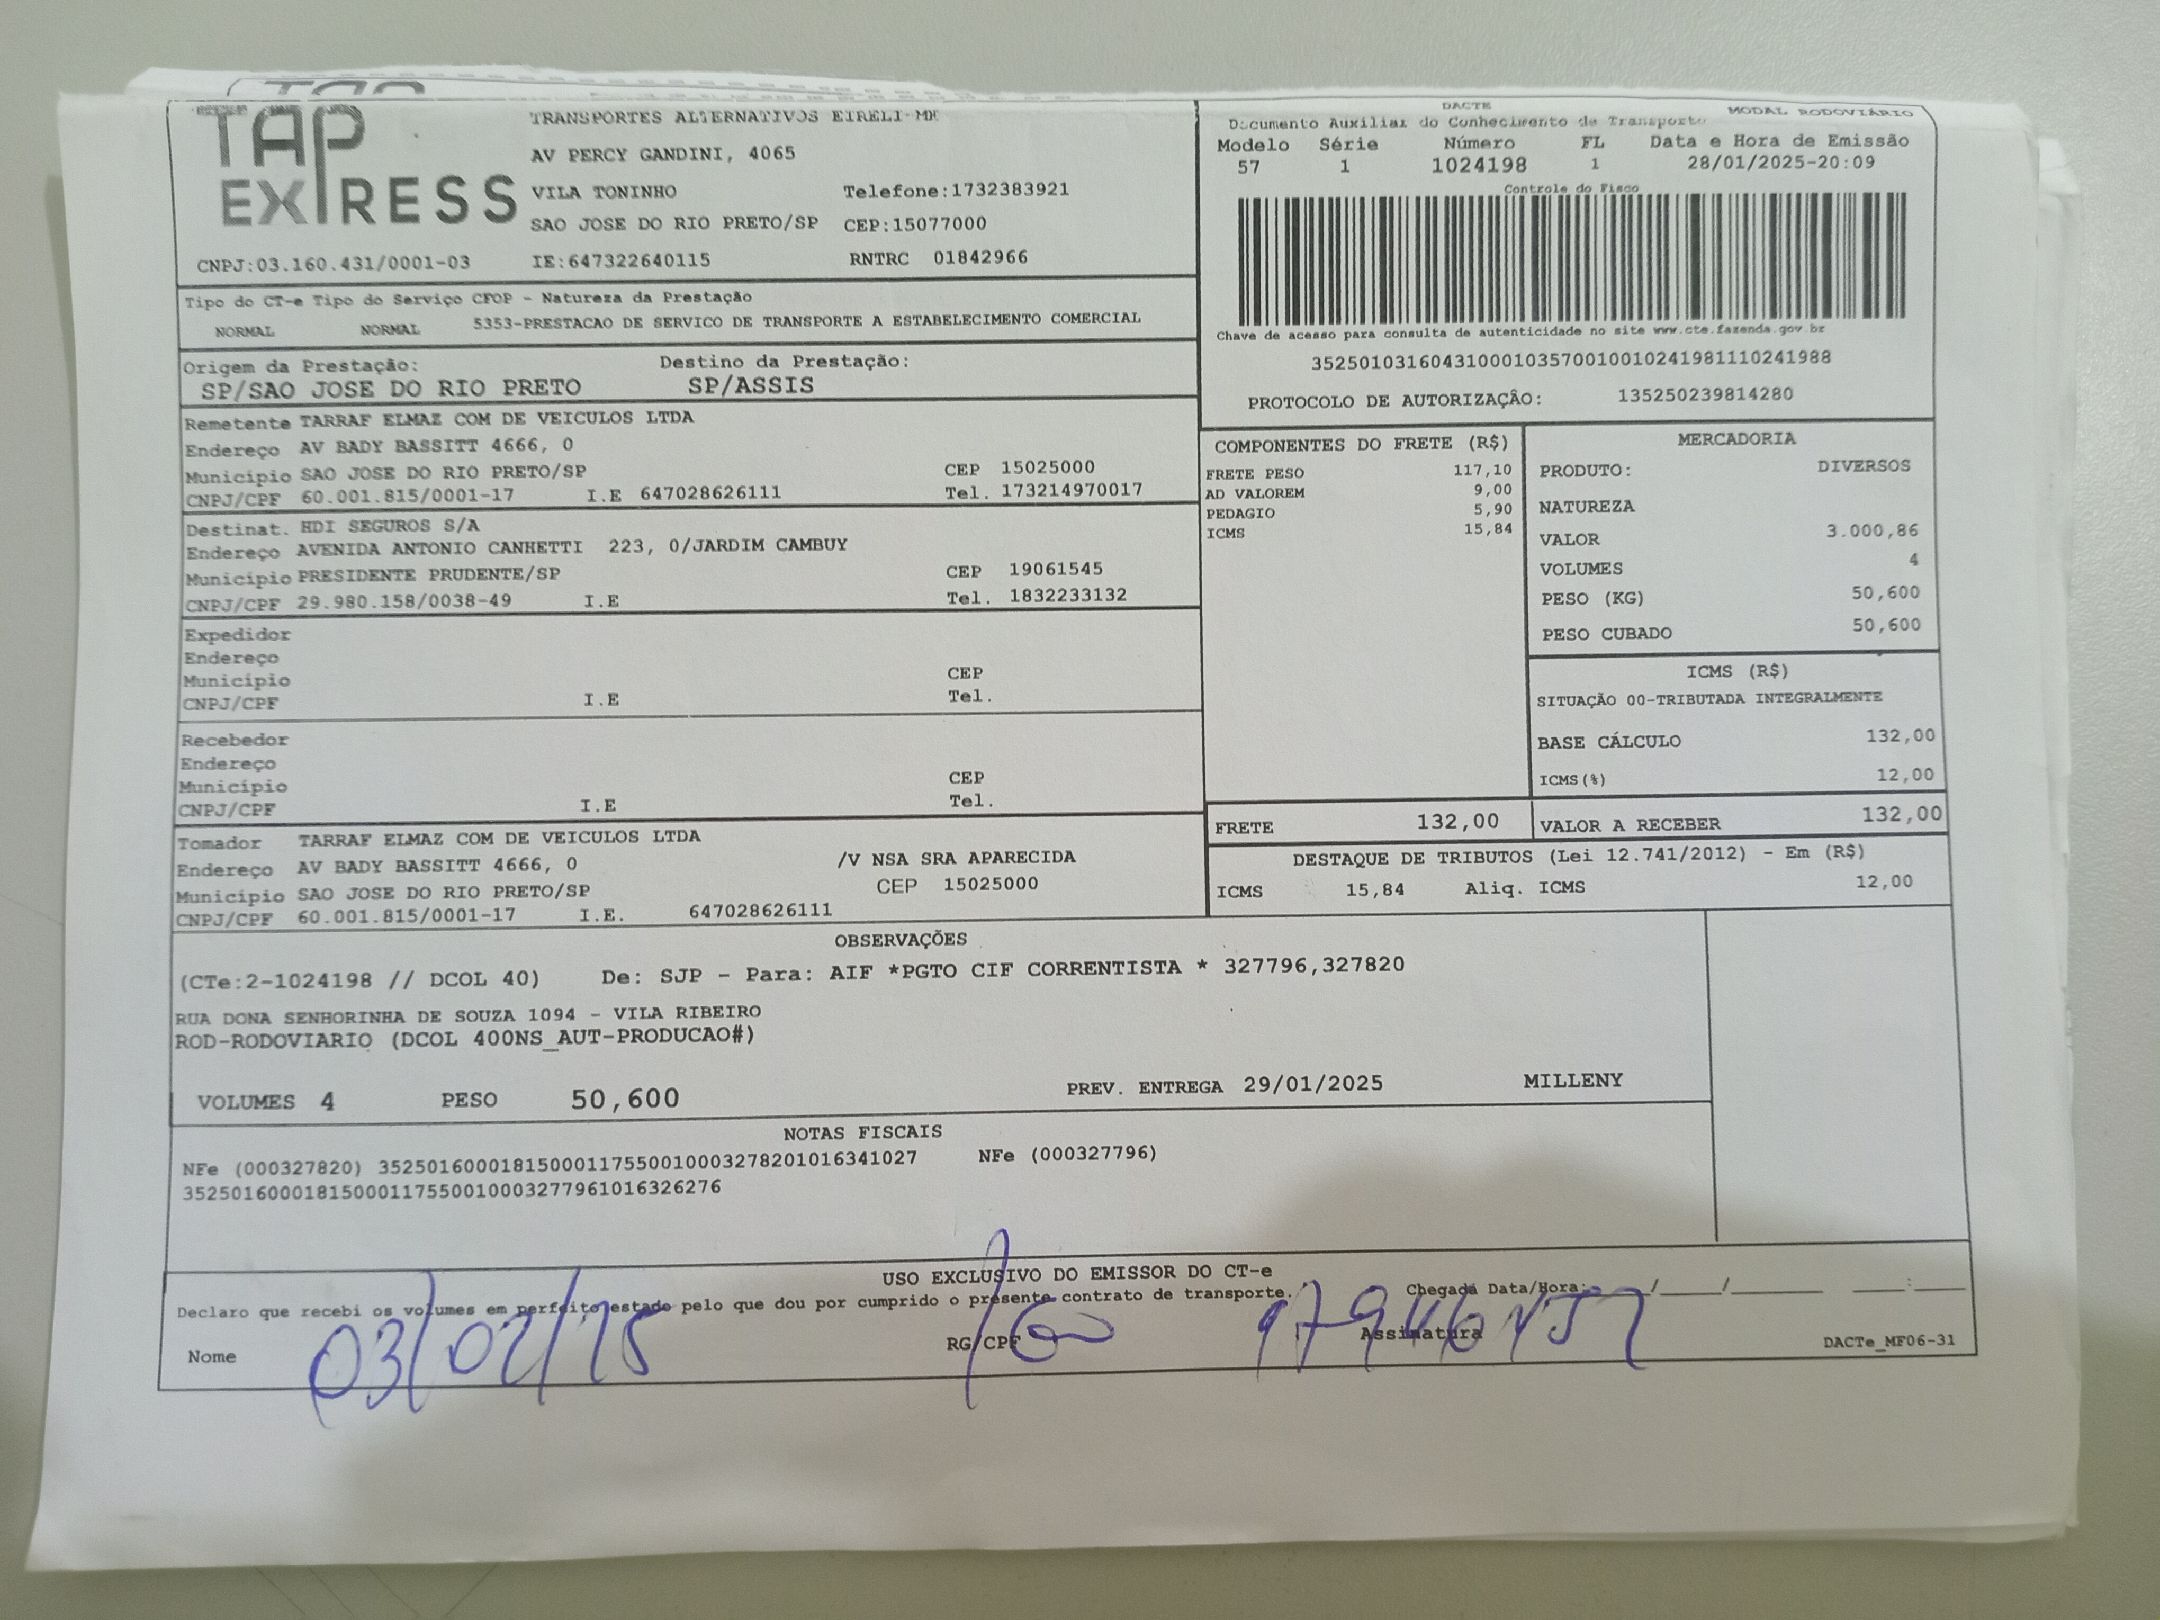 TAP EXPRESS
TRANSPORTES ALTERNATIVOS EIRELI-ME
AV PERCY GANDINI, 4065
VILA TONINHO Telefone:1732383921
SAO JOSE DO RIO PRETO/SP CEP:15077000
CNPJ:03.160.431/0001-03 IE:647322640115 RNTRC 01842966
DACTE MODAL RODOVIÁRIO
Documento Auxiliar do Conhecimento de Transporte
Modelo Série Número FL Data e Hora de Emissão
57 1 1024198 1 28/01/2025-20:09
Controle do Fisco
Chave de acesso para consulta de autenticidade no site www.cte.fazenda.gov.br
35250103160431000103570010010241981110241988
PROTOCOLO DE AUTORIZAÇÃO: 135250239814280
Tipo do CT-e Tipo do Serviço CFOP - Natureza da Prestação
NORMAL NORMAL 5353-PRESTACAO DE SERVICO DE TRANSPORTE A ESTABELECIMENTO COMERCIAL
Origem da Prestação: Destino da Prestação:
SP/SAO JOSE DO RIO PRETO SP/ASSIS
Remetente TARRAF ELMAZ COM DE VEICULOS LTDA
Endereço AV BADY BASSITT 4666, 0
Município SAO JOSE DO RIO PRETO/SP CEP 15025000
CNPJ/CPF 60.001.815/0001-17 I.E 647028626111 Tel. 173214970017
Destinat. HDI SEGUROS S/A
Endereço AVENIDA ANTONIO CANHETTI 223, 0/JARDIM CAMBUY
Município PRESIDENTE PRUDENTE/SP CEP 19061545
CNPJ/CPF 29.980.158/0038-49 I.E Tel. 1832233132
Expedidor
Endereço
Município CEP
CNPJ/CPF I.E Tel.
Recebedor
Endereço
Município CEP
CNPJ/CPF I.E Tel.
Tomador TARRAF ELMAZ COM DE VEICULOS LTDA
Endereço AV BADY BASSITT 4666, 0 /V NSA SRA APARECIDA
Município SAO JOSE DO RIO PRETO/SP CEP 15025000
CNPJ/CPF 60.001.815/0001-17 I.E. 647028626111
COMPONENTES DO FRETE (R$)
FRETE PESO 117,10
AD VALOREM 9,00
PEDAGIO 5,90
ICMS 15,84
MERCADORIA
PRODUTO: DIVERSOS
NATUREZA
VALOR 3.000,86
VOLUMES 4
PESO (KG) 50,600
PESO CUBADO 50,600
ICMS (R$)
SITUAÇÃO 00-TRIBUTADA INTEGRALMENTE
BASE CÁLCULO 132,00
ICMS(%) 12,00
FRETE 132,00 VALOR A RECEBER 132,00
DESTAQUE DE TRIBUTOS (Lei 12.741/2012) - Em (R$)
ICMS 15,84 Aliq. ICMS 12,00
OBSERVAÇÕES
(CTe:2-1024198 // DCOL 40) De: SJP - Para: AIF *PGTO CIF CORRENTISTA * 327796,327820
RUA DONA SENHORINHA DE SOUZA 1094 - VILA RIBEIRO
ROD-RODOVIARIO (DCOL 400NS_AUT-PRODUCAO#)
VOLUMES 4 PESO 50,600 PREV. ENTREGA 29/01/2025 MILLENY
NOTAS FISCAIS
NFe (000327820) 35250160001815000117550010003278201016341027 NFe (000327796)
35250160001815000117550010003277961016326276
USO EXCLUSIVO DO EMISSOR DO CT-e
Declaro que recebi os volumes em perfeito estado pelo que dou por cumprido o presente contrato de transporte. Chegada Data/Hora: ____/____/____ ____:____
Nome 03/02/25 RG/CPF Assinatura DACTe_MF06-31